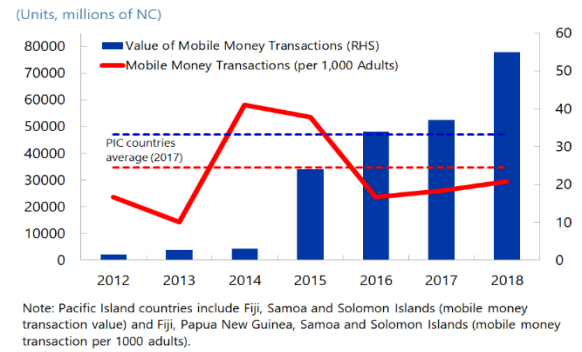 (Units, millions of NC)
80000
70000
60000
50000
40000
30000
20000
10000
0
60
50
40
30
20
10
0
Value of Mobile Money Transactions (RHS)
Mobile Money Transactions (per 1,000 Adults)
PIC countries
average (2017)
2012 2013 2014 2015 2016 2017 2018
Note: Pacific Island countries include Fiji, Samoa and Solomon Islands (mobile money
transaction value) and Fiji, Papua New Guinea, Samoa and Solomon Islands (mobile money
transaction per 1000 adults).